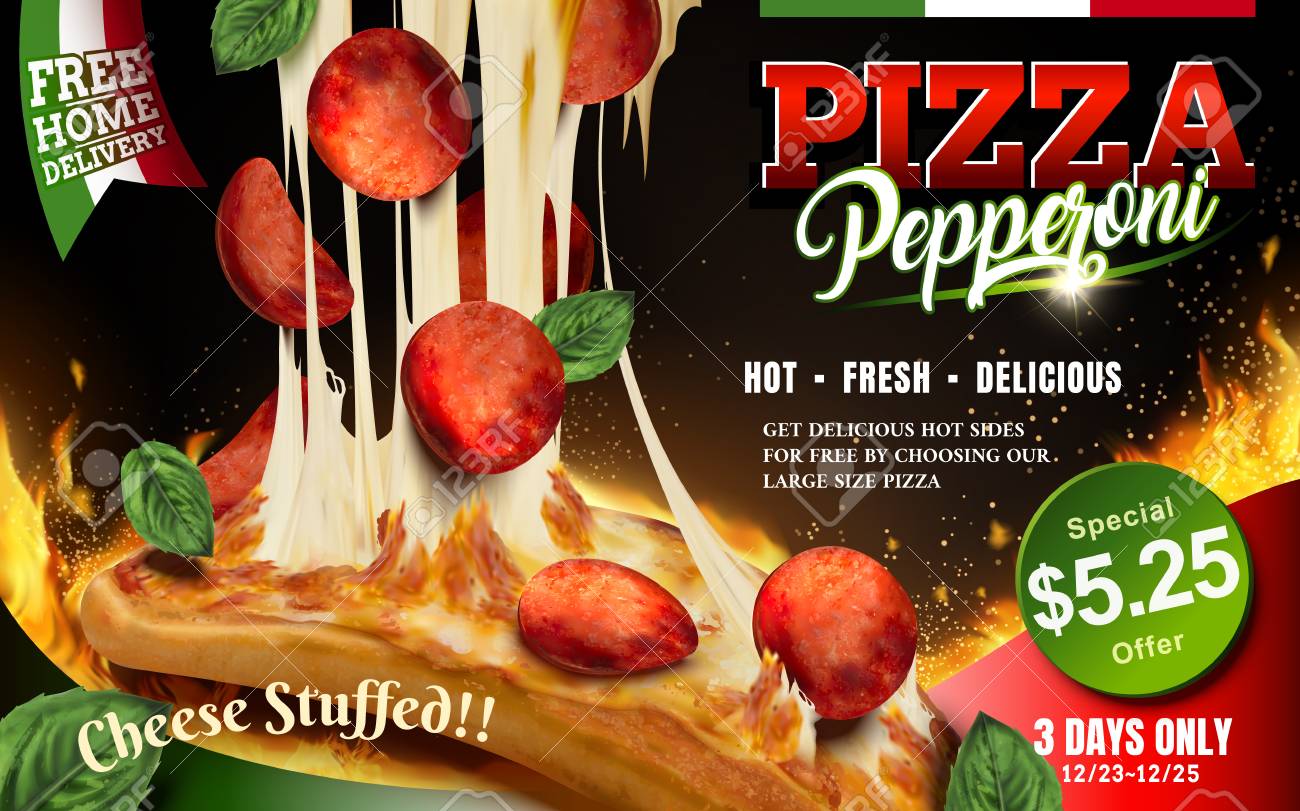 FREE
HOME
DELIVERY
PIZZA
Pepperoni
HOT - FRESH - DELICIOUS
GET DELICIOUS HOT SIDES
FOR FREE BY CHOOSING OUR
LARGE SIZE PIZZA
Special
$5.25
Offer
Cheese Stuffed!!
3 DAYS ONLY
12/23~12/25
123RF